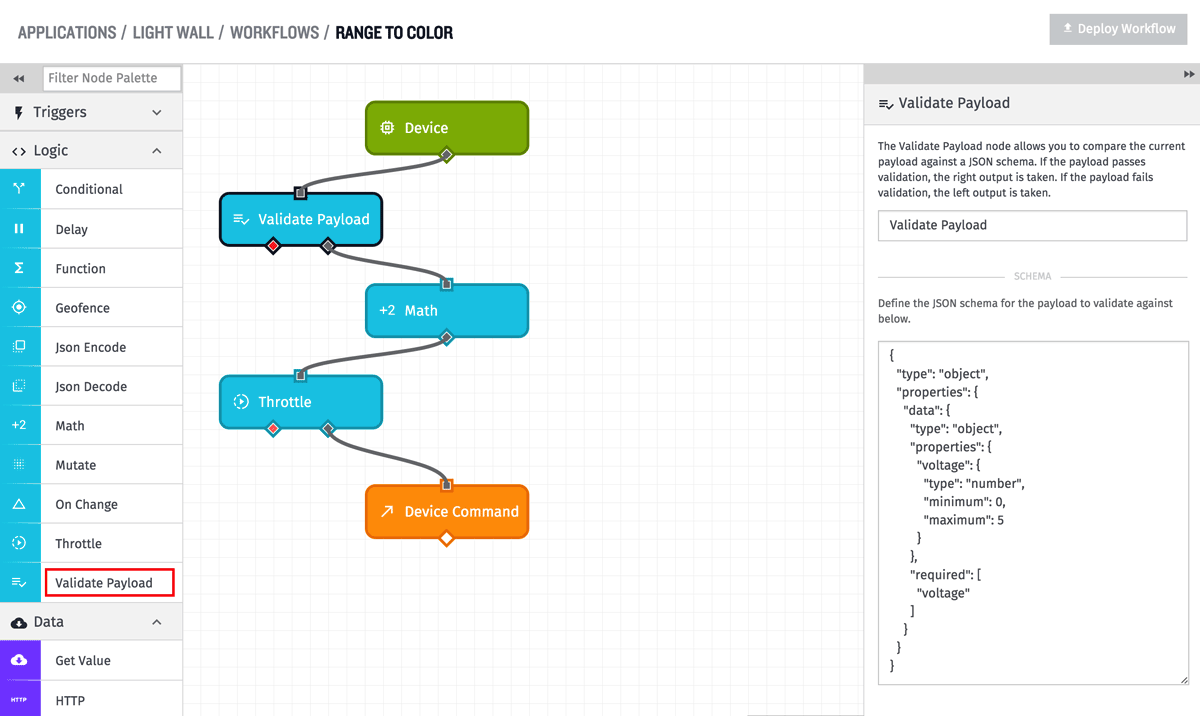 APPLICATIONS / LIGHT WALL / WORKFLOWS / RANGE TO COLOR
Deploy Workflow
Filter Node Palette
Triggers
Logic
Conditional
Delay
Function
Geofence
Json Encode
Json Decode
+2 Math
Mutate
On Change
Throttle
Validate Payload
Data
Get Value
HTTP HTTP
Device
Validate Payload
+2 Math
Throttle
Device Command
Validate Payload
The Validate Payload node allows you to compare the current
payload against a JSON schema. If the payload passes
validation, the right output is taken. If the payload fails
validation, the left output is taken.
Validate Payload
SCHEMA
Define the JSON schema for the payload to validate against
below.
{
"type": "object",
"properties": {
"data": {
"type": "object",
"properties": {
"voltage": {
"type": "number",
"minimum": 0,
"maximum": 5
}
},
"required": [
"voltage"
]
}
}
}